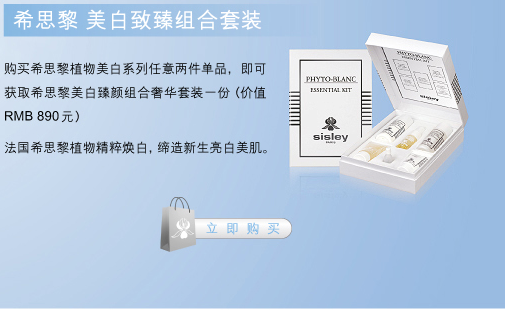 希思黎 美白致臻组合套装
购买希思黎植物美白系列任意两件单品，即可
获取希思黎美白臻颜组合奢华套装一份（价值
RMB 890元）
法国希思黎植物精粹焕白，缔造新生亮白美肌。
PHYTO-BLANC
ESSENTIAL KIT
sisley
PARIS
PHYTO-BLANC
立即购买